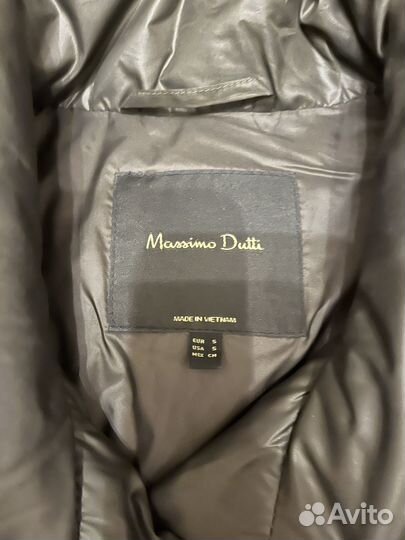 Massimo Dutti
MADE IN VIETNAM
EUR S
USA S
MEX CH
Avito